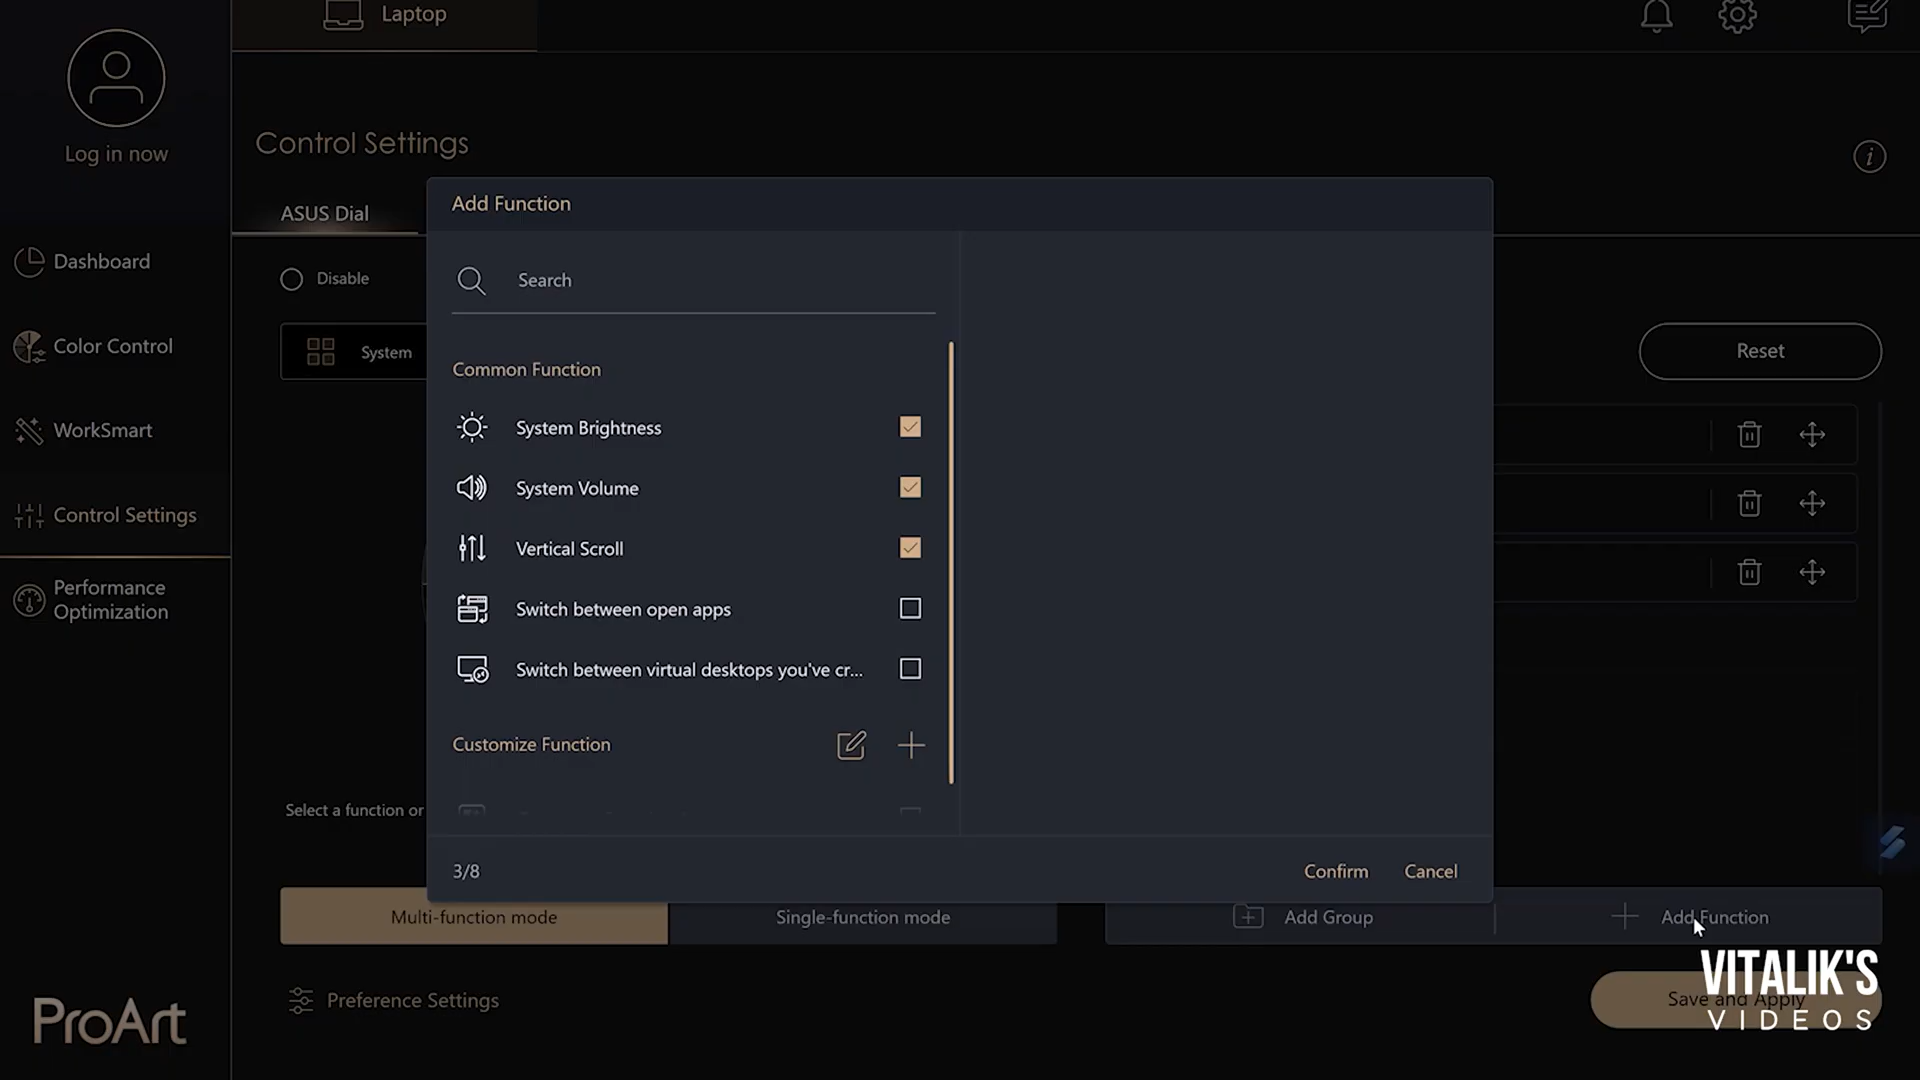 Laptop
Log in now
Control Settings
ASUS Dial
Add Function
Dashboard
Disable
Search
Color Control
System
Reset
Common Function
WorkSmart
System Brightness
System Volume
Control Settings
Vertical Scroll
Performance
Optimization
Switch between open apps
Switch between virtual desktops you've cr...
Customize Function
Select a function or
3/8
Confirm
Cancel
Multi-function mode
Single-function mode
Add Group
Add Function
ProArt
Preference Settings
Save and Apply
VITALIK'S
VIDEOS